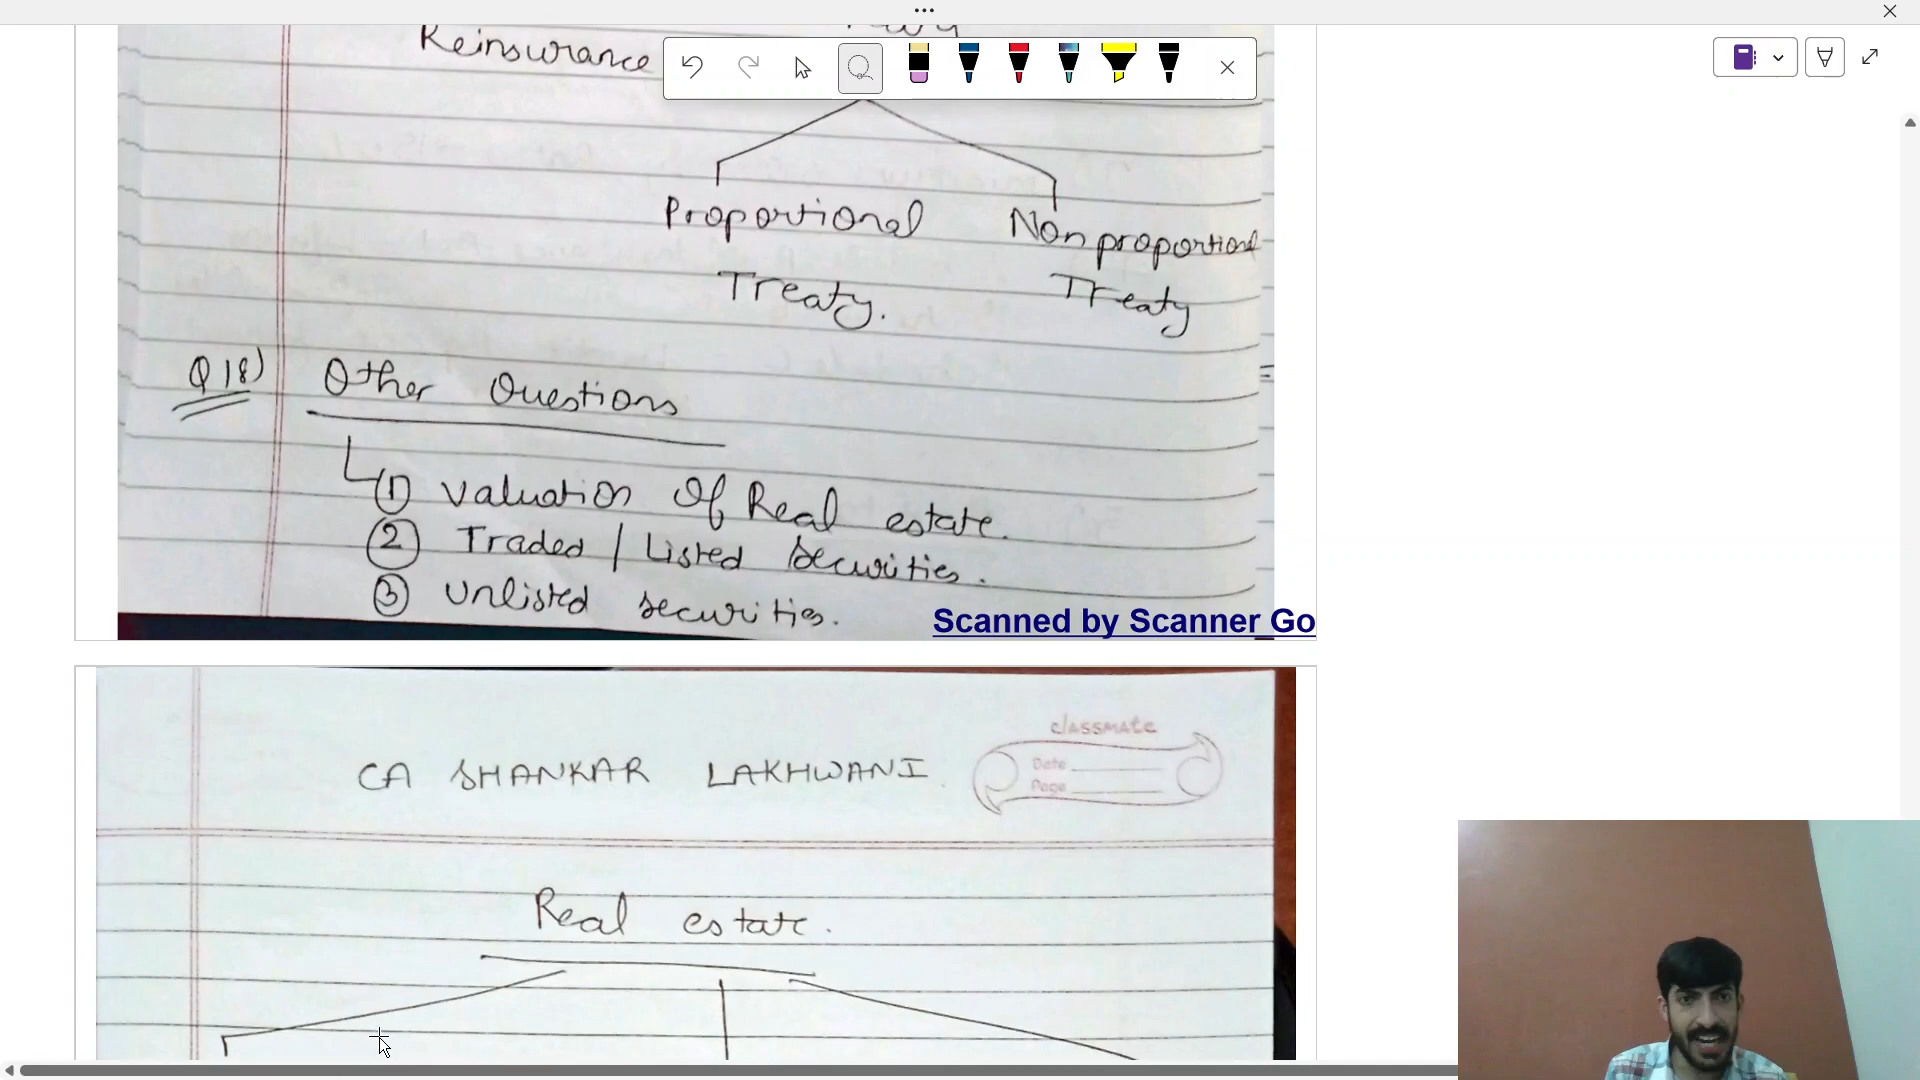 Reinsurance
Proportional Non proportional
Treaty. Treaty
Q 18) Other Questions
① Valuation Of Real estate.
② Traded / Listed Securities.
③ Unlisted securities.
Scanned by Scanner Go
classmate
Date
Page
CA SHANKAR LAKHWANI
Real estate.